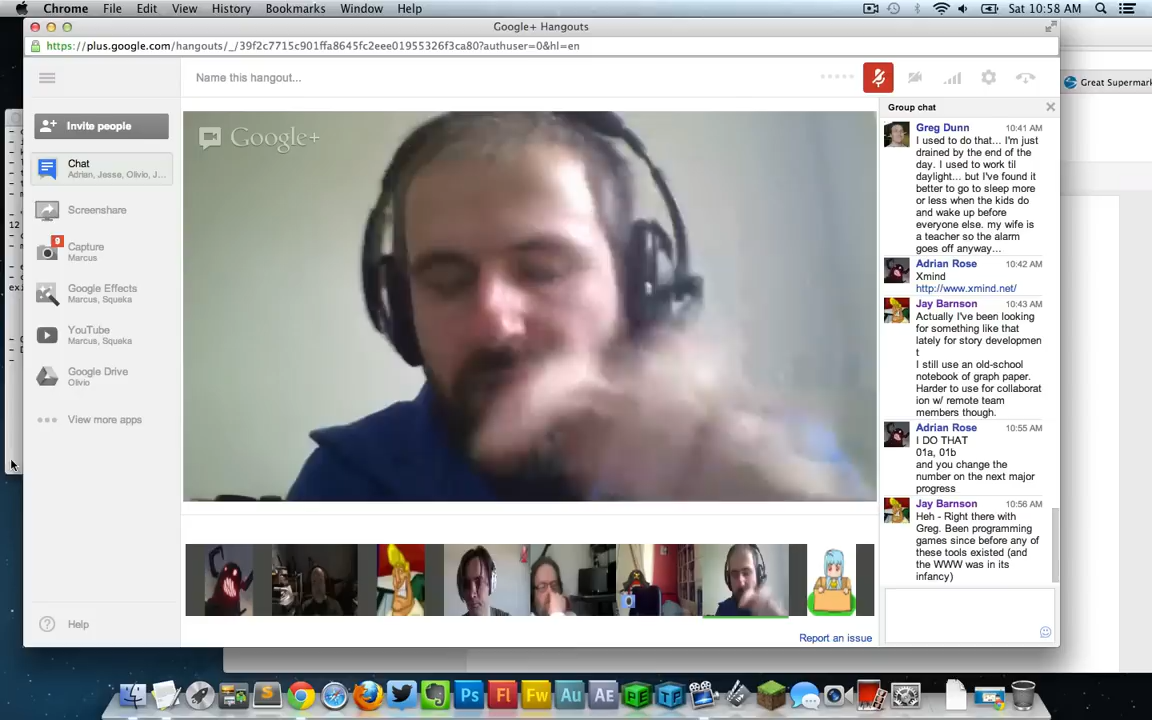 Chrome File Edit View History Bookmarks Window Help
Sat 10:58 AM
Google+ Hangouts
https://plus.google.com/hangouts/_/39f2c7715c901ffa8645fc2eee01955326f3ca80?authuser=0&hl=en
Great Supermark
Name this hangout...
Invite people
Chat
Adrian, Jesse, Olivio, J...
Screenshare
9
Capture
Marcus
Google Effects
Marcus, Squeka
YouTube
Marcus, Squeka
Google Drive
Olivio
View more apps
Help
Google+
Group chat
Greg Dunn 10:41 AM
I used to do that... I'm just
drained by the end of the
day. I used to work til
daylight... but I've found it
better to go to sleep more
or less when the kids do
and wake up before
everyone else. my wife is
a teacher so the alarm
goes off anyway...
Adrian Rose 10:42 AM
Xmind
http://www.xmind.net/
Jay Barnson 10:43 AM
Actually I've been looking
for something like that
lately for story developmen
t
I still use an old-school
notebook of graph paper.
Harder to use for collaborat
ion w/ remote team
members though.
Adrian Rose 10:55 AM
I DO THAT
01a, 01b
and you change the
number on the next major
progress
Jay Barnson 10:56 AM
Heh - Right there with
Greg. Been programming
games since before any of
these tools existed (and
the WWW was in its
infancy)
Report an issue
Ps Fl Fw Au Ae